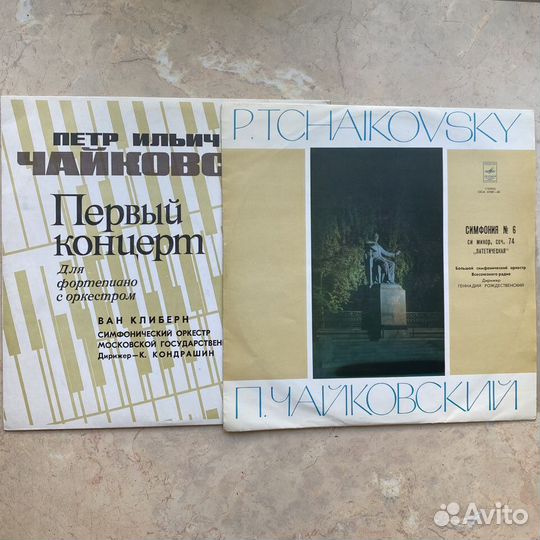 ПЕТР ИЛЬИЧ
ЧАЙКОВС
Первый
концерт
Для
фортепиано
с оркестром
ВАН КЛИБЕРН
СИМФОНИЧЕСКИЙ ОРКЕСТР
МОСКОВСКОЙ ГОСУДАРСТВЕН
Дирижер — К. КОНДРАШИН
P. TCHAIKOVSKY
СТЕРЕО
СИМФОНИЯ № 6
СИ МИНОР, СОЧ. 74
„ПАТЕТИЧЕСКАЯ"
Большой симфонический оркестр
Всесоюзного радио
Дирижер
ГЕННАДИЙ РОЖДЕСТВЕНСКИЙ
П. ЧАЙКОВСКИЙ
Avito